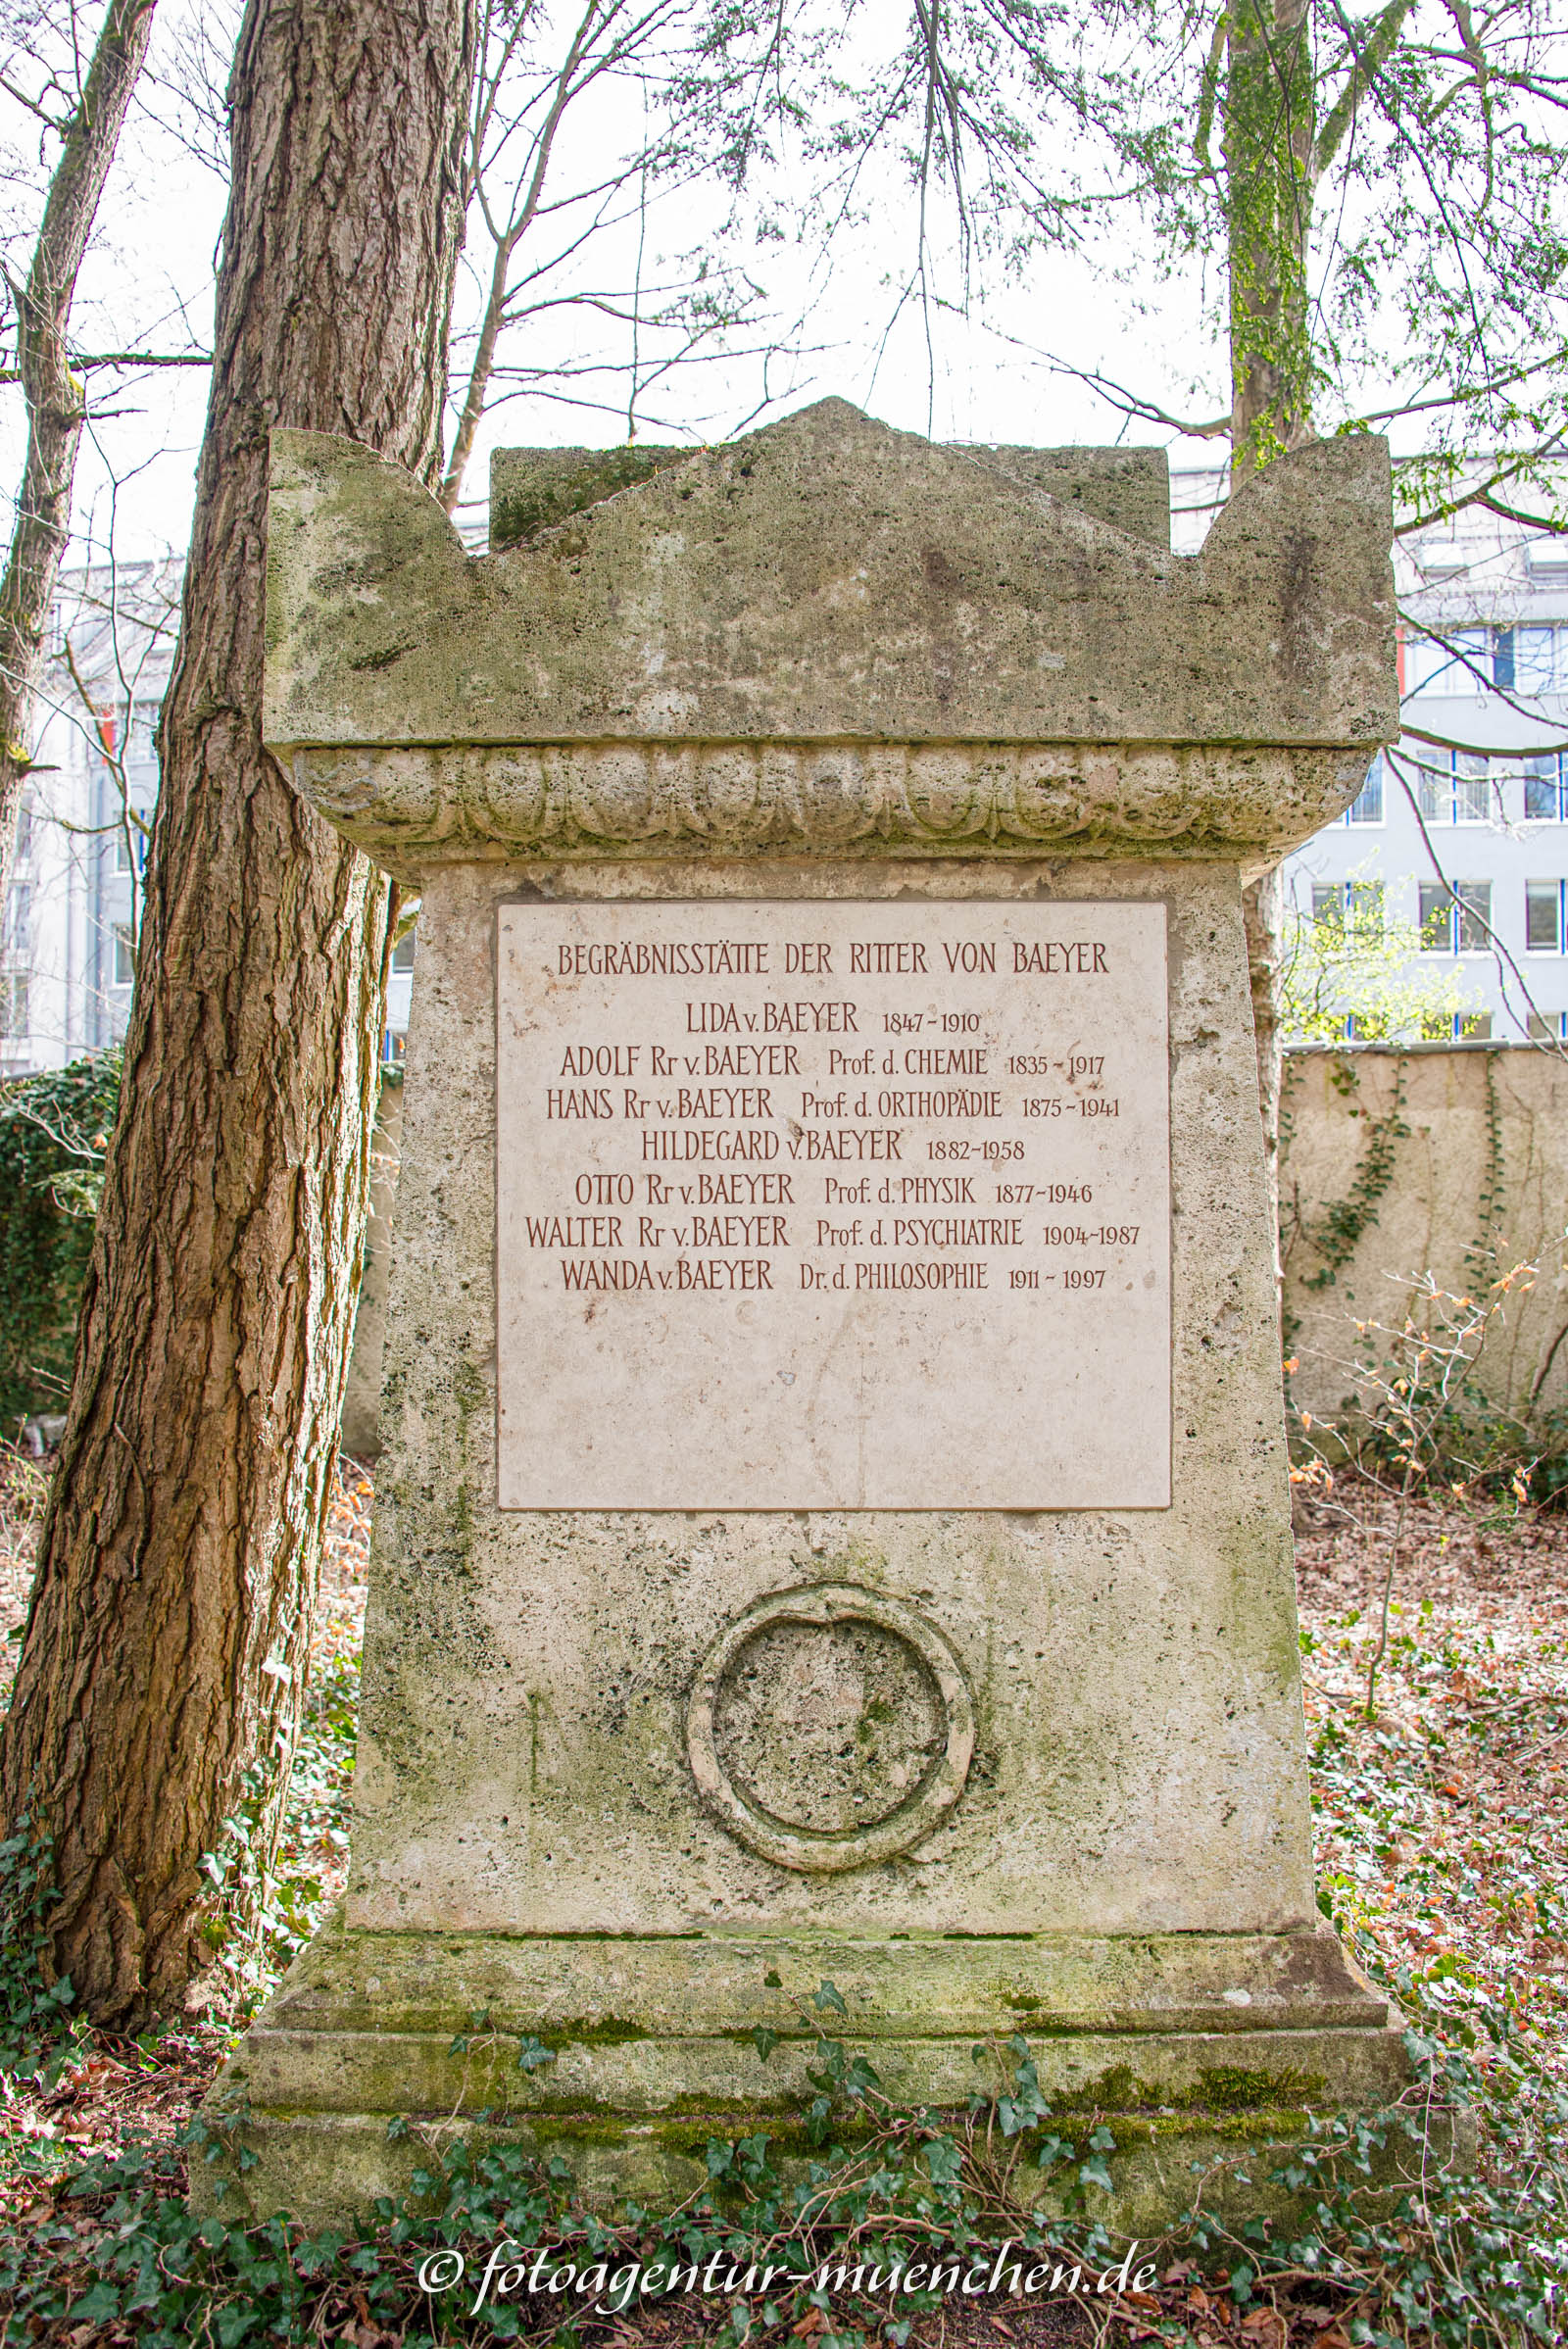 BEGRÄBNISSTÄTTE DER RITTER VON BAEYER
LIDA v. BAEYER 1847-1910
ADOLF Rr v. BAEYER Prof. d. CHEMIE 1835-1917
HANS Rr v. BAEYER Prof. d. ORTHOPÄDIE 1875-1941
HILDEGARD v. BAEYER 1882-1958
OTTO Rr v. BAEYER Prof. d. PHYSIK 1877-1946
WALTER Rr v. BAEYER Prof. d. PSYCHIATRIE 1904-1987
WANDA v. BAEYER Dr. d. PHILOSOPHIE 1911-1997
© fotoagentur-muenchen.de